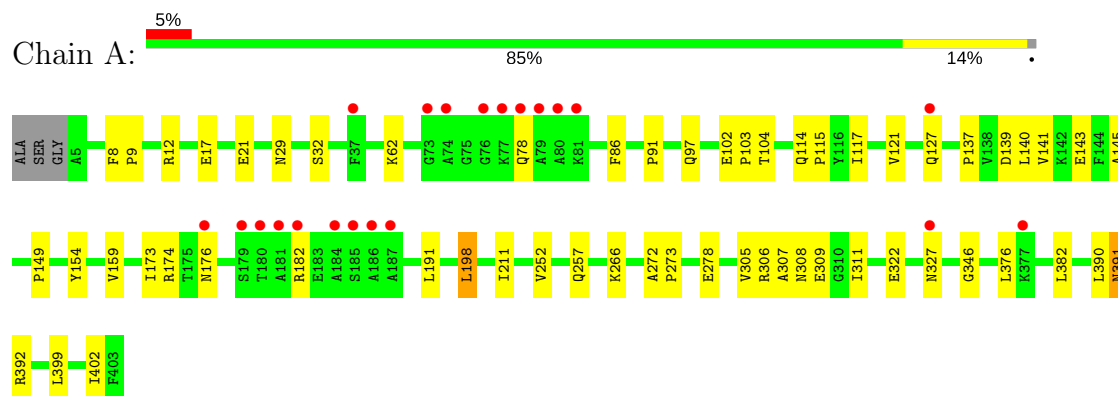 5%
Chain A:
85% 14% •
ALA SER GLY A5 F8 P9 R12 E17 E21 N29 S32 F37 K62 G73 A74 G75 G76 K77 Q78 A79 A80 K81 F86 P91 Q97 E102 P103 T104 Q114 P115 Y116 I117 V121 Q127 P137 V138 D139 L140 V141 K142 E143 F144 A145
P149 Y154 V159 I173 R174 T175 N176 S179 T180 A181 R182 E183 A184 S185 A186 A187 L191 L198 I211 V252 Q257 K266 A272 P273 E278 V305 R306 A307 N308 E309 G310 I311 E322 N327 G346 L376 K377 L382 L390 N391
R392 L399 I402 F403